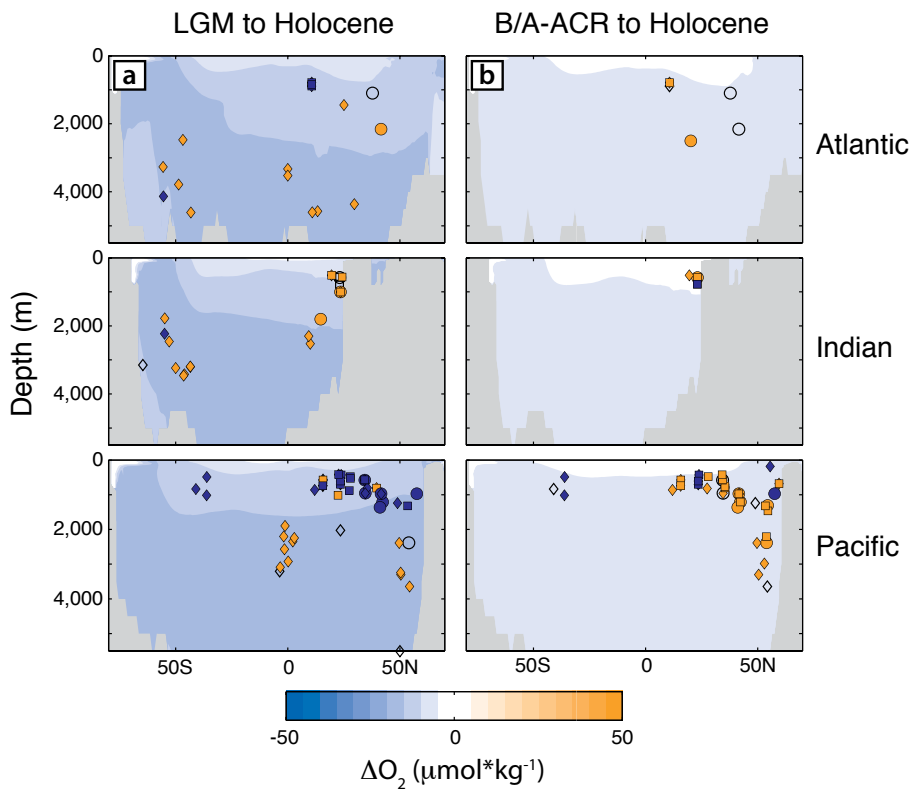 LGM to Holocene
B/A-ACR to Holocene
a
b
0
2,000
4,000
Atlantic
0
2,000
4,000
Indian
0
2,000
4,000
Pacific
Depth (m)
50S 0 50N
50S 0 50N
-50 0 50
ΔO₂ (μmol*kg⁻¹)